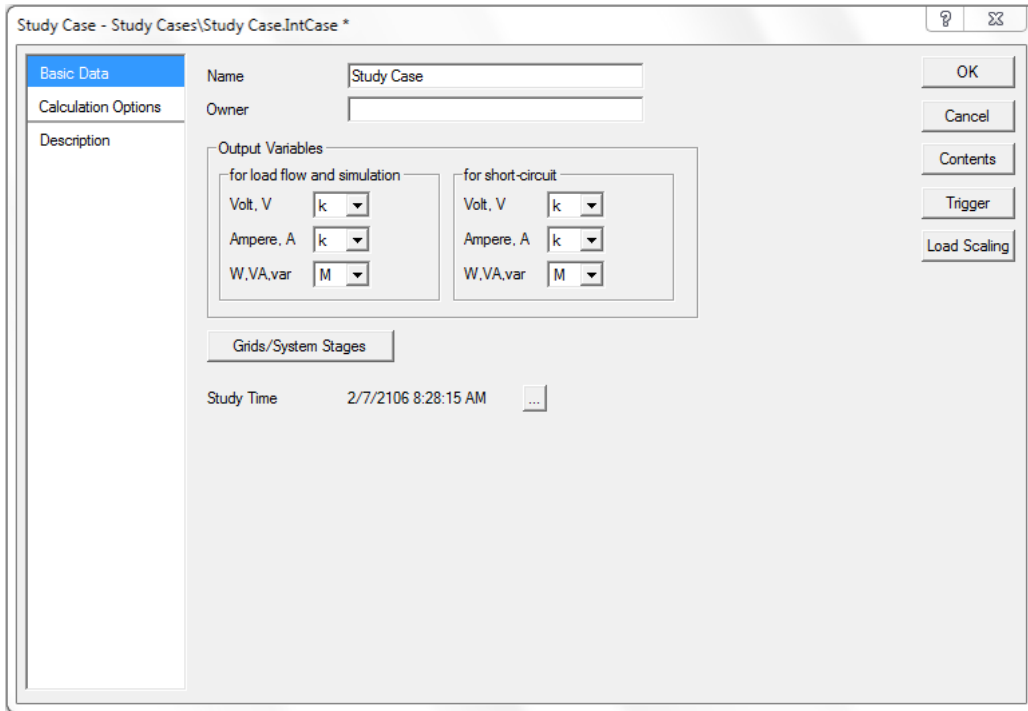 Study Case - Study Cases\Study Case.IntCase *
Basic Data
Calculation Options
Description
Name Study Case
Owner
Output Variables
for load flow and simulation
Volt, V k
Ampere, A k
W,VA,var M
for short-circuit
Volt, V k
Ampere, A k
W,VA,var M
Grids/System Stages
Study Time 2/7/2106 8:28:15 AM ...
OK
Cancel
Contents
Trigger
Load Scaling